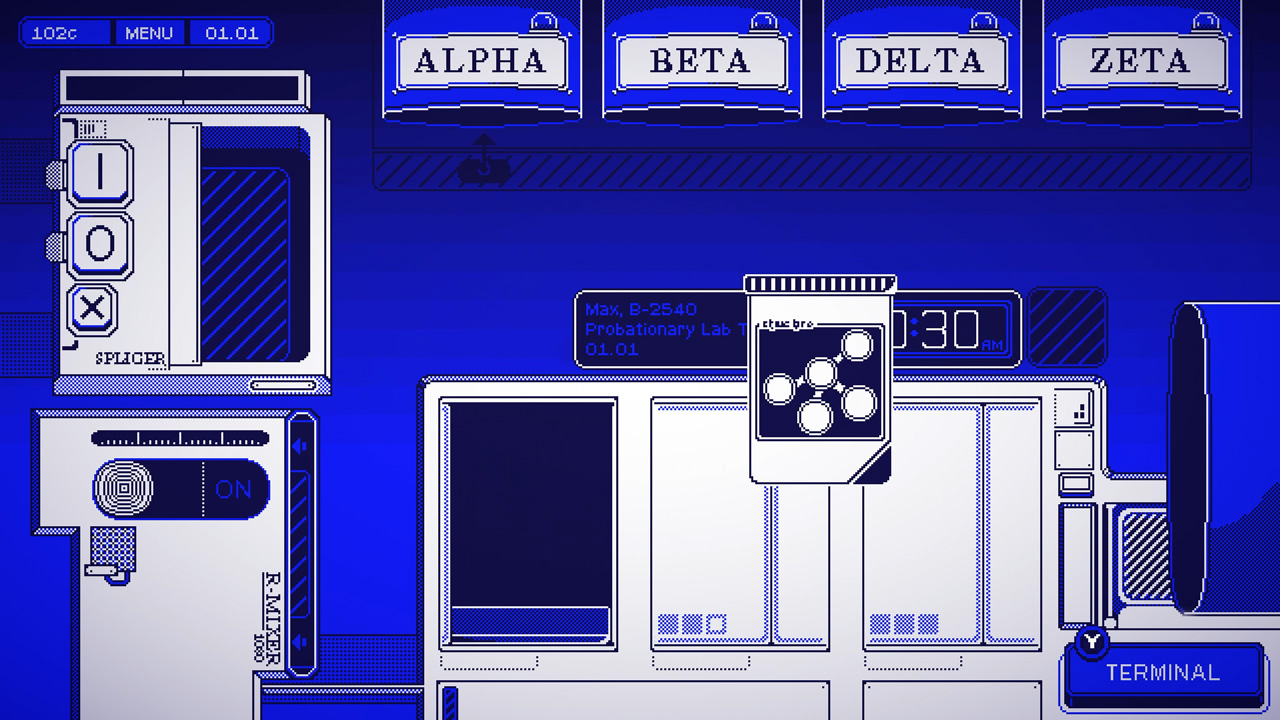 102c MENU 01.01
ALPHA
BETA
DELTA
ZETA
I
O
X
SPLICER
Max, B-2540
Probationary Lab T
01.01
:30
AM
ON
R-MIXER
1000
Y
TERMINAL